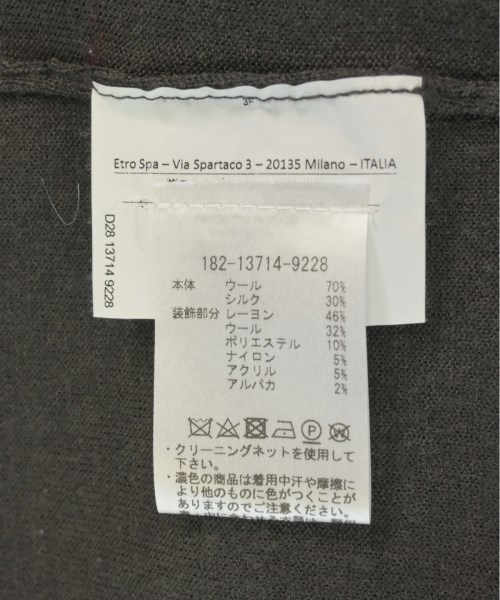 Etro Spa – Via Spartaco 3 – 20135 Milano – ITALIA
D28 13714 9228
182-13714-9228
本体 ウール 70%
シルク 30%
装飾部分 レーヨン 46%
ウール 32%
ポリエステル 10%
ナイロン 5%
アクリル 5%
アルパカ 2%
・クリーニングネットを使用して
下さい。
・濃色の商品は着用中汗や摩擦に
より他のものに色がつくことが
ありますのでご注意ください。